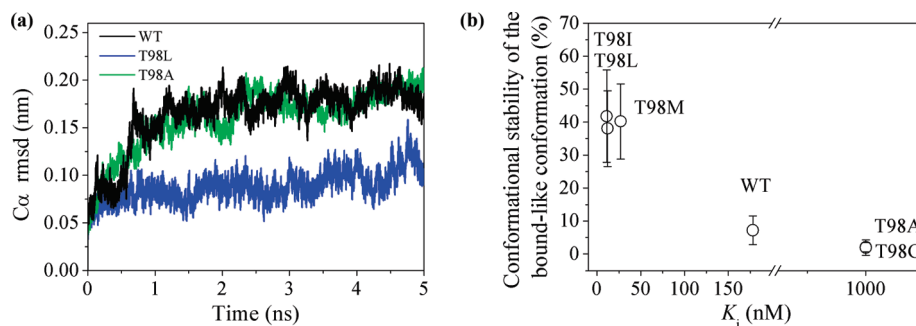 (a)
WT
T98L
T98A
0.25
0.20
0.15
0.10
0.05
0.00
Cα rmsd (nm)
0 1 2 3 4 5
Time (ns)
(b)
Conformational stability of the
bound-like conformation (%)
70
60
50
40
30
20
10
0
T98I
T98L
T98M
WT
T98A
0 50 100 150 1000
K_i (nM)